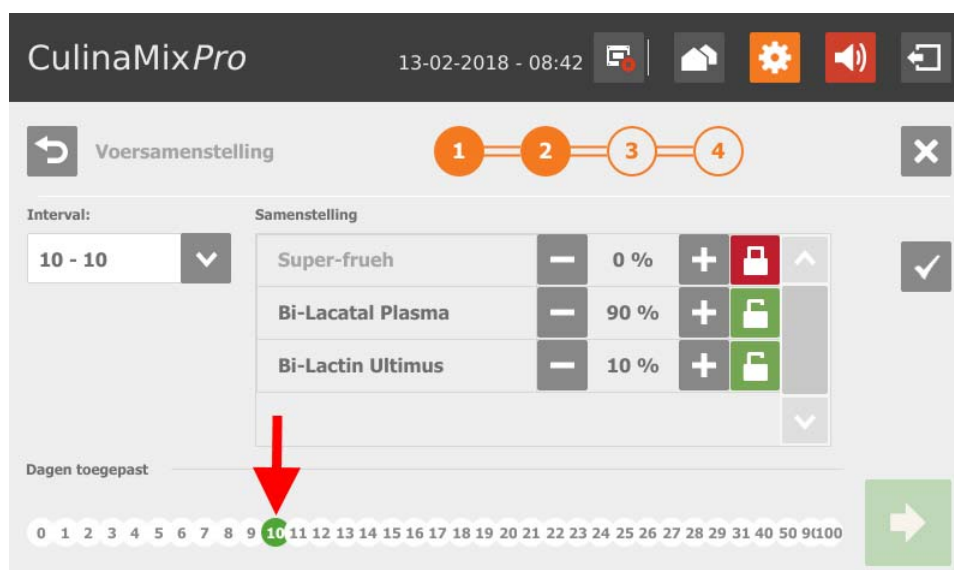 CulinaMixPro 13-02-2018 - 08:42
Voersamenstelling 1 2 3 4
Interval: Samenstelling
10 - 10 Super-frueh 0 %
Bi-Lacatal Plasma 90 %
Bi-Lactin Ultimus 10 %
Dagen toegepast
0 1 2 3 4 5 6 7 8 9 10 11 12 13 14 15 16 17 18 19 20 21 22 23 24 25 26 27 28 29 31 40 50 90 100